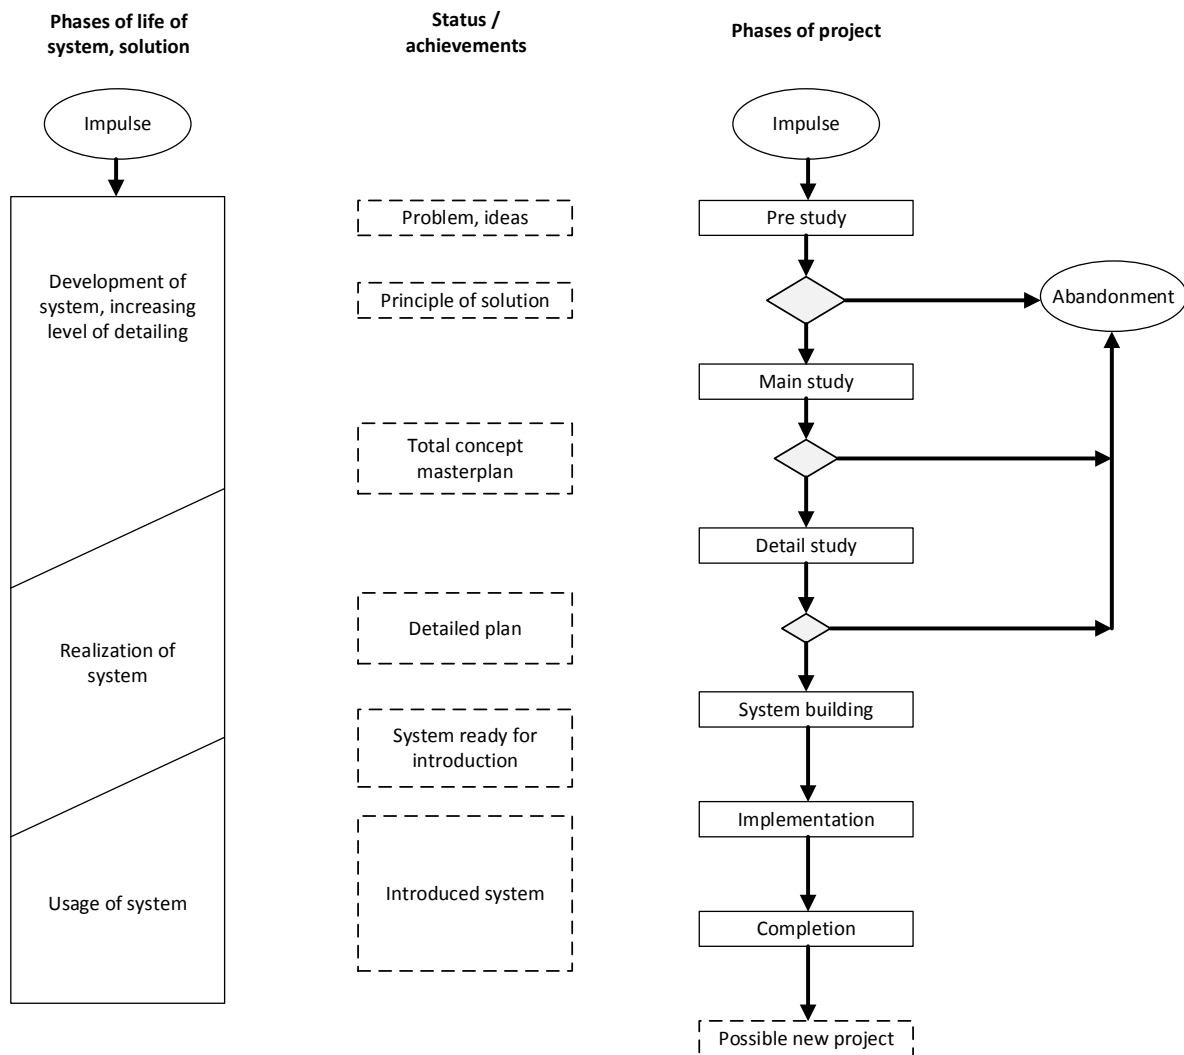 Phases of life of
system, solution
Status /
achievements
Phases of project
Impulse
Impulse
Problem, ideas
Pre study
Development of
system, increasing
level of detailing
Principle of solution
Abandonment
Main study
Total concept
masterplan
Detail study
Detailed plan
Realization of
system
System building
System ready for
introduction
Implementation
Usage of system
Introduced system
Completion
Possible new project